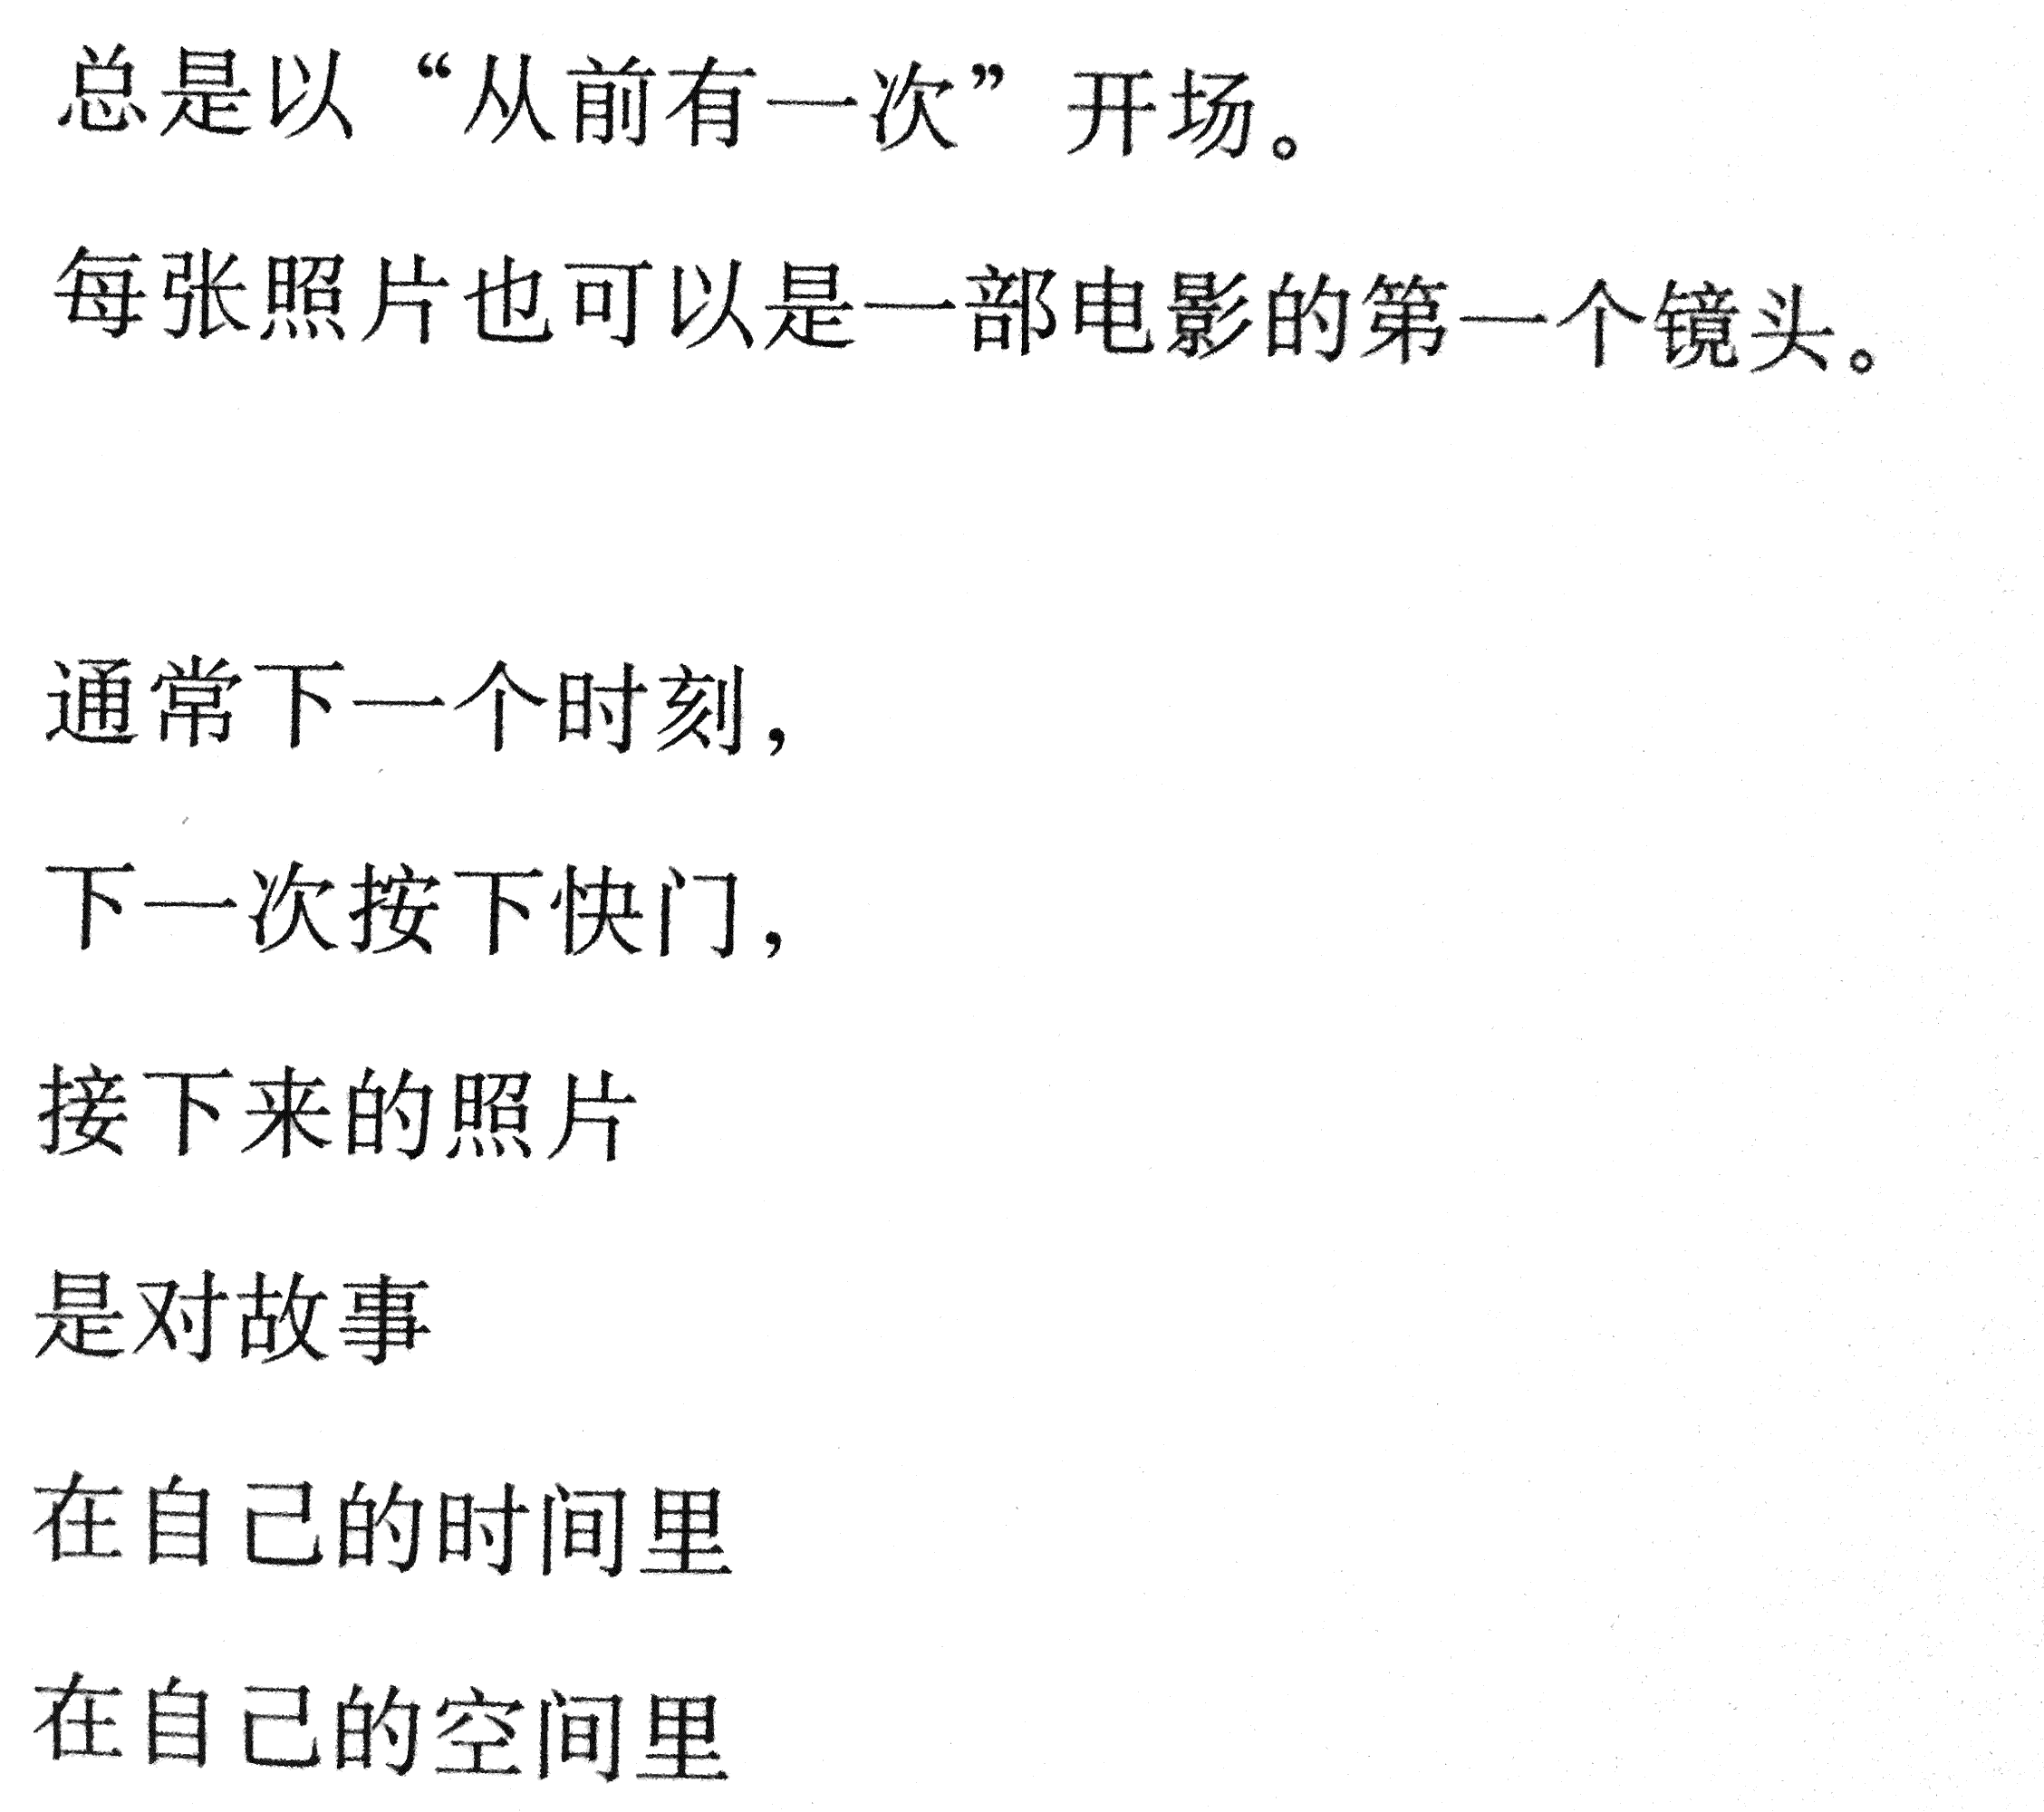 总是以“从前有一次”开场。
每张照片也可以是一部电影的第一个镜头。
通常下一个时刻，
下一次按下快门，
接下来的照片
是对故事
在自己的时间里
在自己的空间里